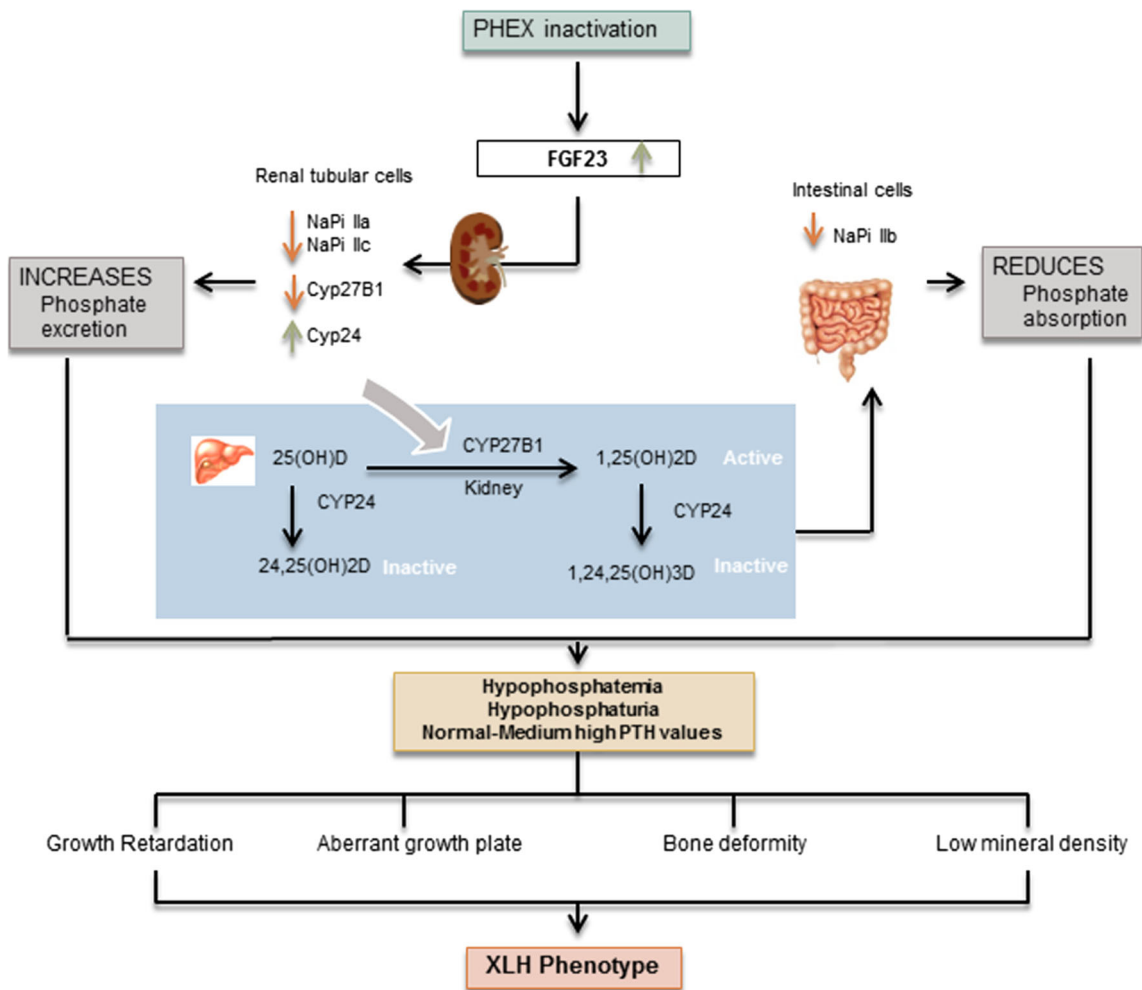 PHEX inactivation
FGF23
Renal tubular cells
NaPi IIa
NaPi IIc
Cyp27B1
Cyp24
Intestinal cells
NaPi IIb
INCREASES
Phosphate
excretion
REDUCES
Phosphate
absorption
25(OH)D
CYP27B1
Kidney
1,25(OH)2D
Active
CYP24
CYP24
24,25(OH)2D
Inactive
1,24,25(OH)3D
Inactive
Hypophosphatemia
Hypophosphaturia
Normal-Medium high PTH values
Growth Retardation
Aberrant growth plate
Bone deformity
Low mineral density
XLH Phenotype